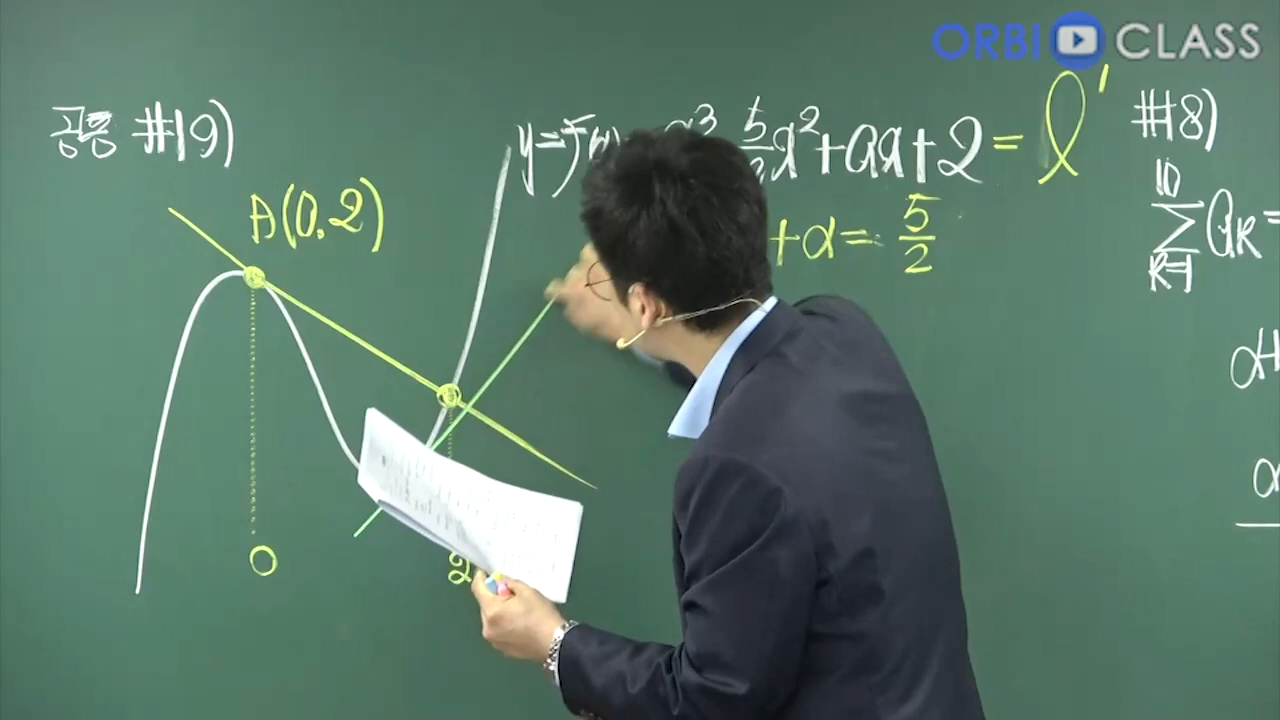 ORBI CLASS
공통 #19)
A(0,2)
0
2
y=f(x) x³ 5/2x²+ax+2=l'
+α=5/2
#18)
10
Σ aₖ=
k=1
α+